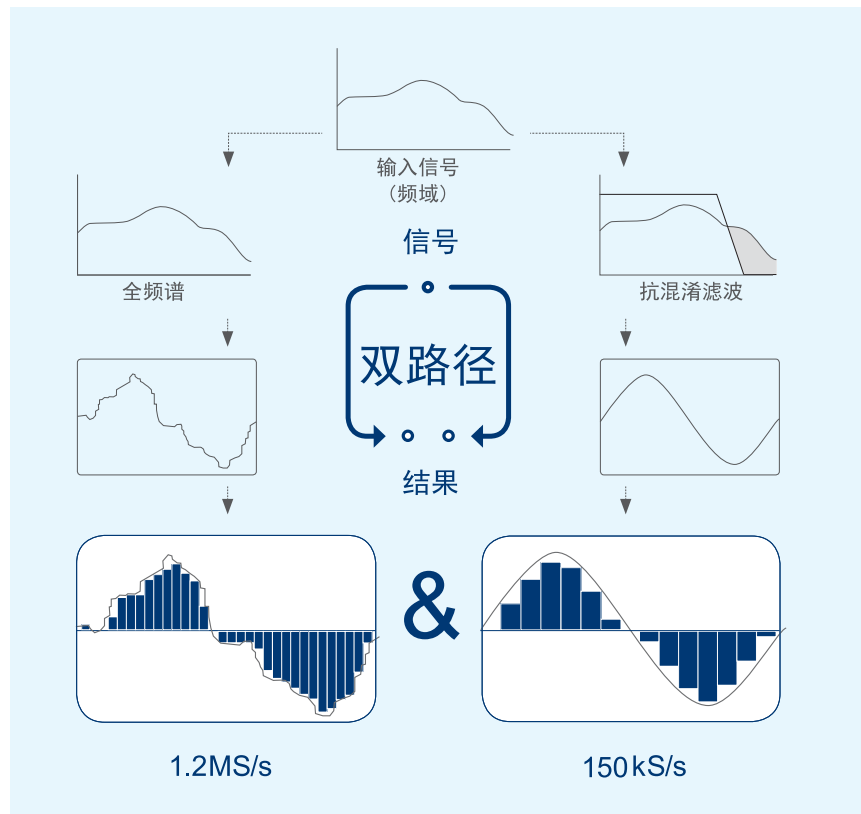 输入信号
（频域）
信号
全频谱
抗混淆滤波
双路径
结果
&
1.2MS/s
150kS/s